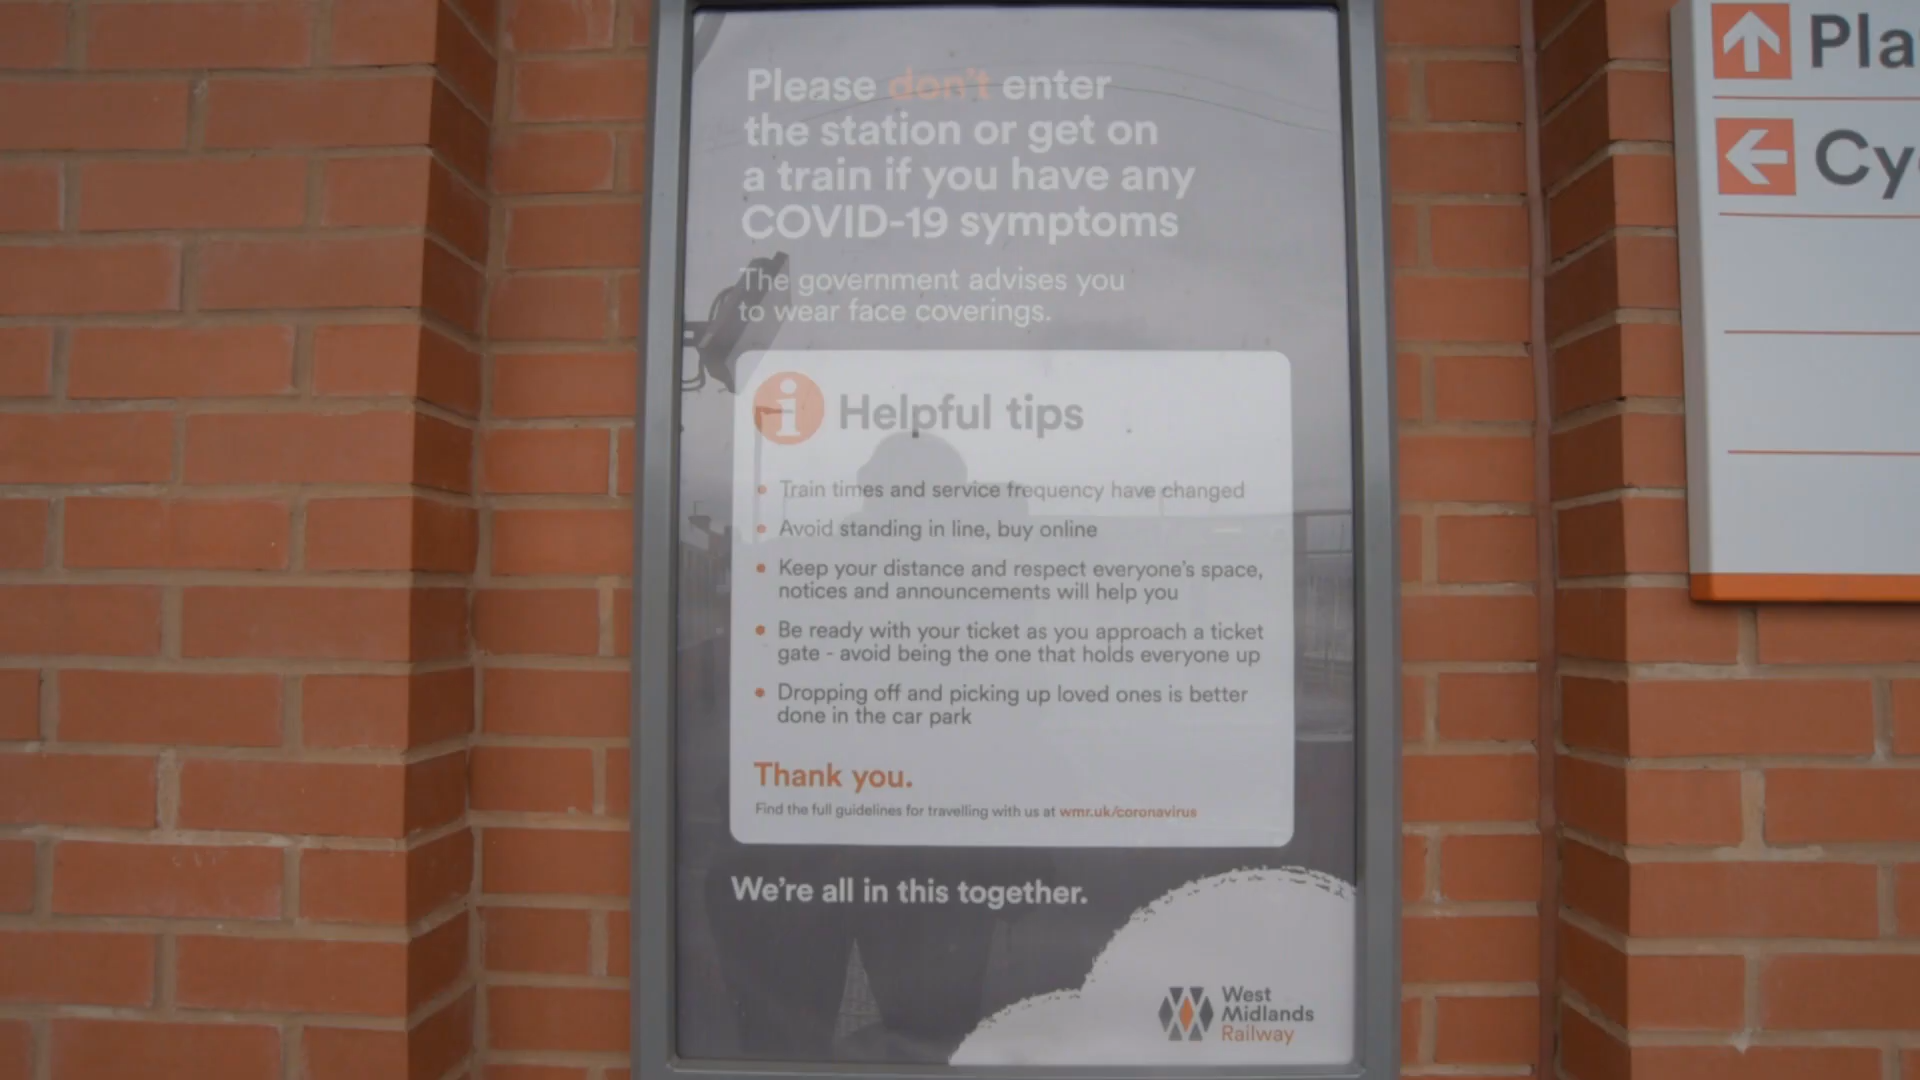 Please don't enter
the station or get on
a train if you have any
COVID-19 symptoms
The government advises you
to wear face coverings.
i Helpful tips
• Train times and service frequency have changed
• Avoid standing in line, buy online
• Keep your distance and respect everyone's space,
notices and announcements will help you
• Be ready with your ticket as you approach a ticket
gate - avoid being the one that holds everyone up
• Dropping off and picking up loved ones is better
done in the car park
Thank you.
Find the full guidelines for travelling with us at wmr.uk/coronavirus
We're all in this together.
West
Midlands
Railway
Pla
Cy